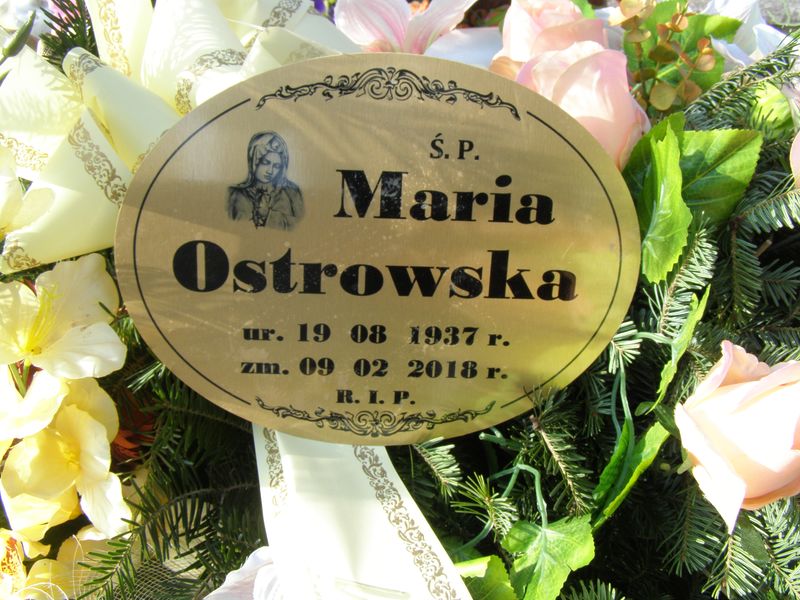 Ś. P.
Maria
Ostrowska
ur. 19 08 1937 r.
zm. 09 02 2018 r.
R. I. P.